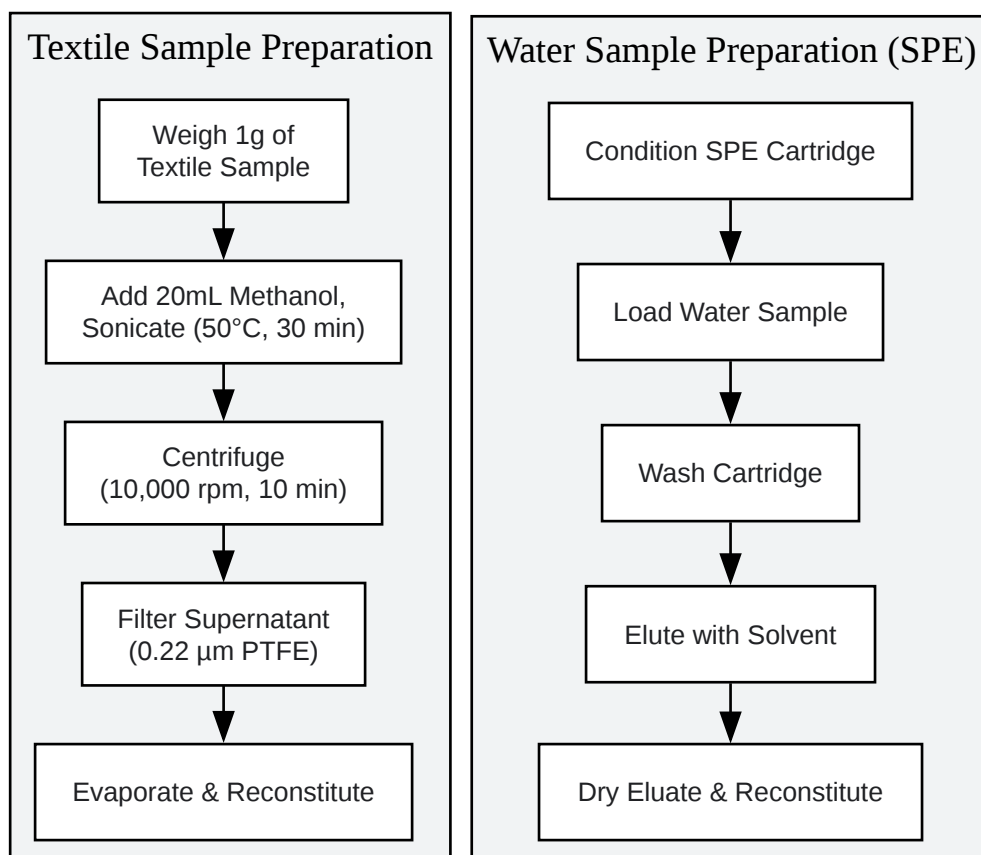 Textile Sample Preparation
Weigh 1g of
Textile Sample
Add 20mL Methanol,
Sonicate (50°C, 30 min)
Centrifuge
(10,000 rpm, 10 min)
Filter Supernatant
(0.22 µm PTFE)
Evaporate & Reconstitute
Water Sample Preparation (SPE)
Condition SPE Cartridge
Load Water Sample
Wash Cartridge
Elute with Solvent
Dry Eluate & Reconstitute